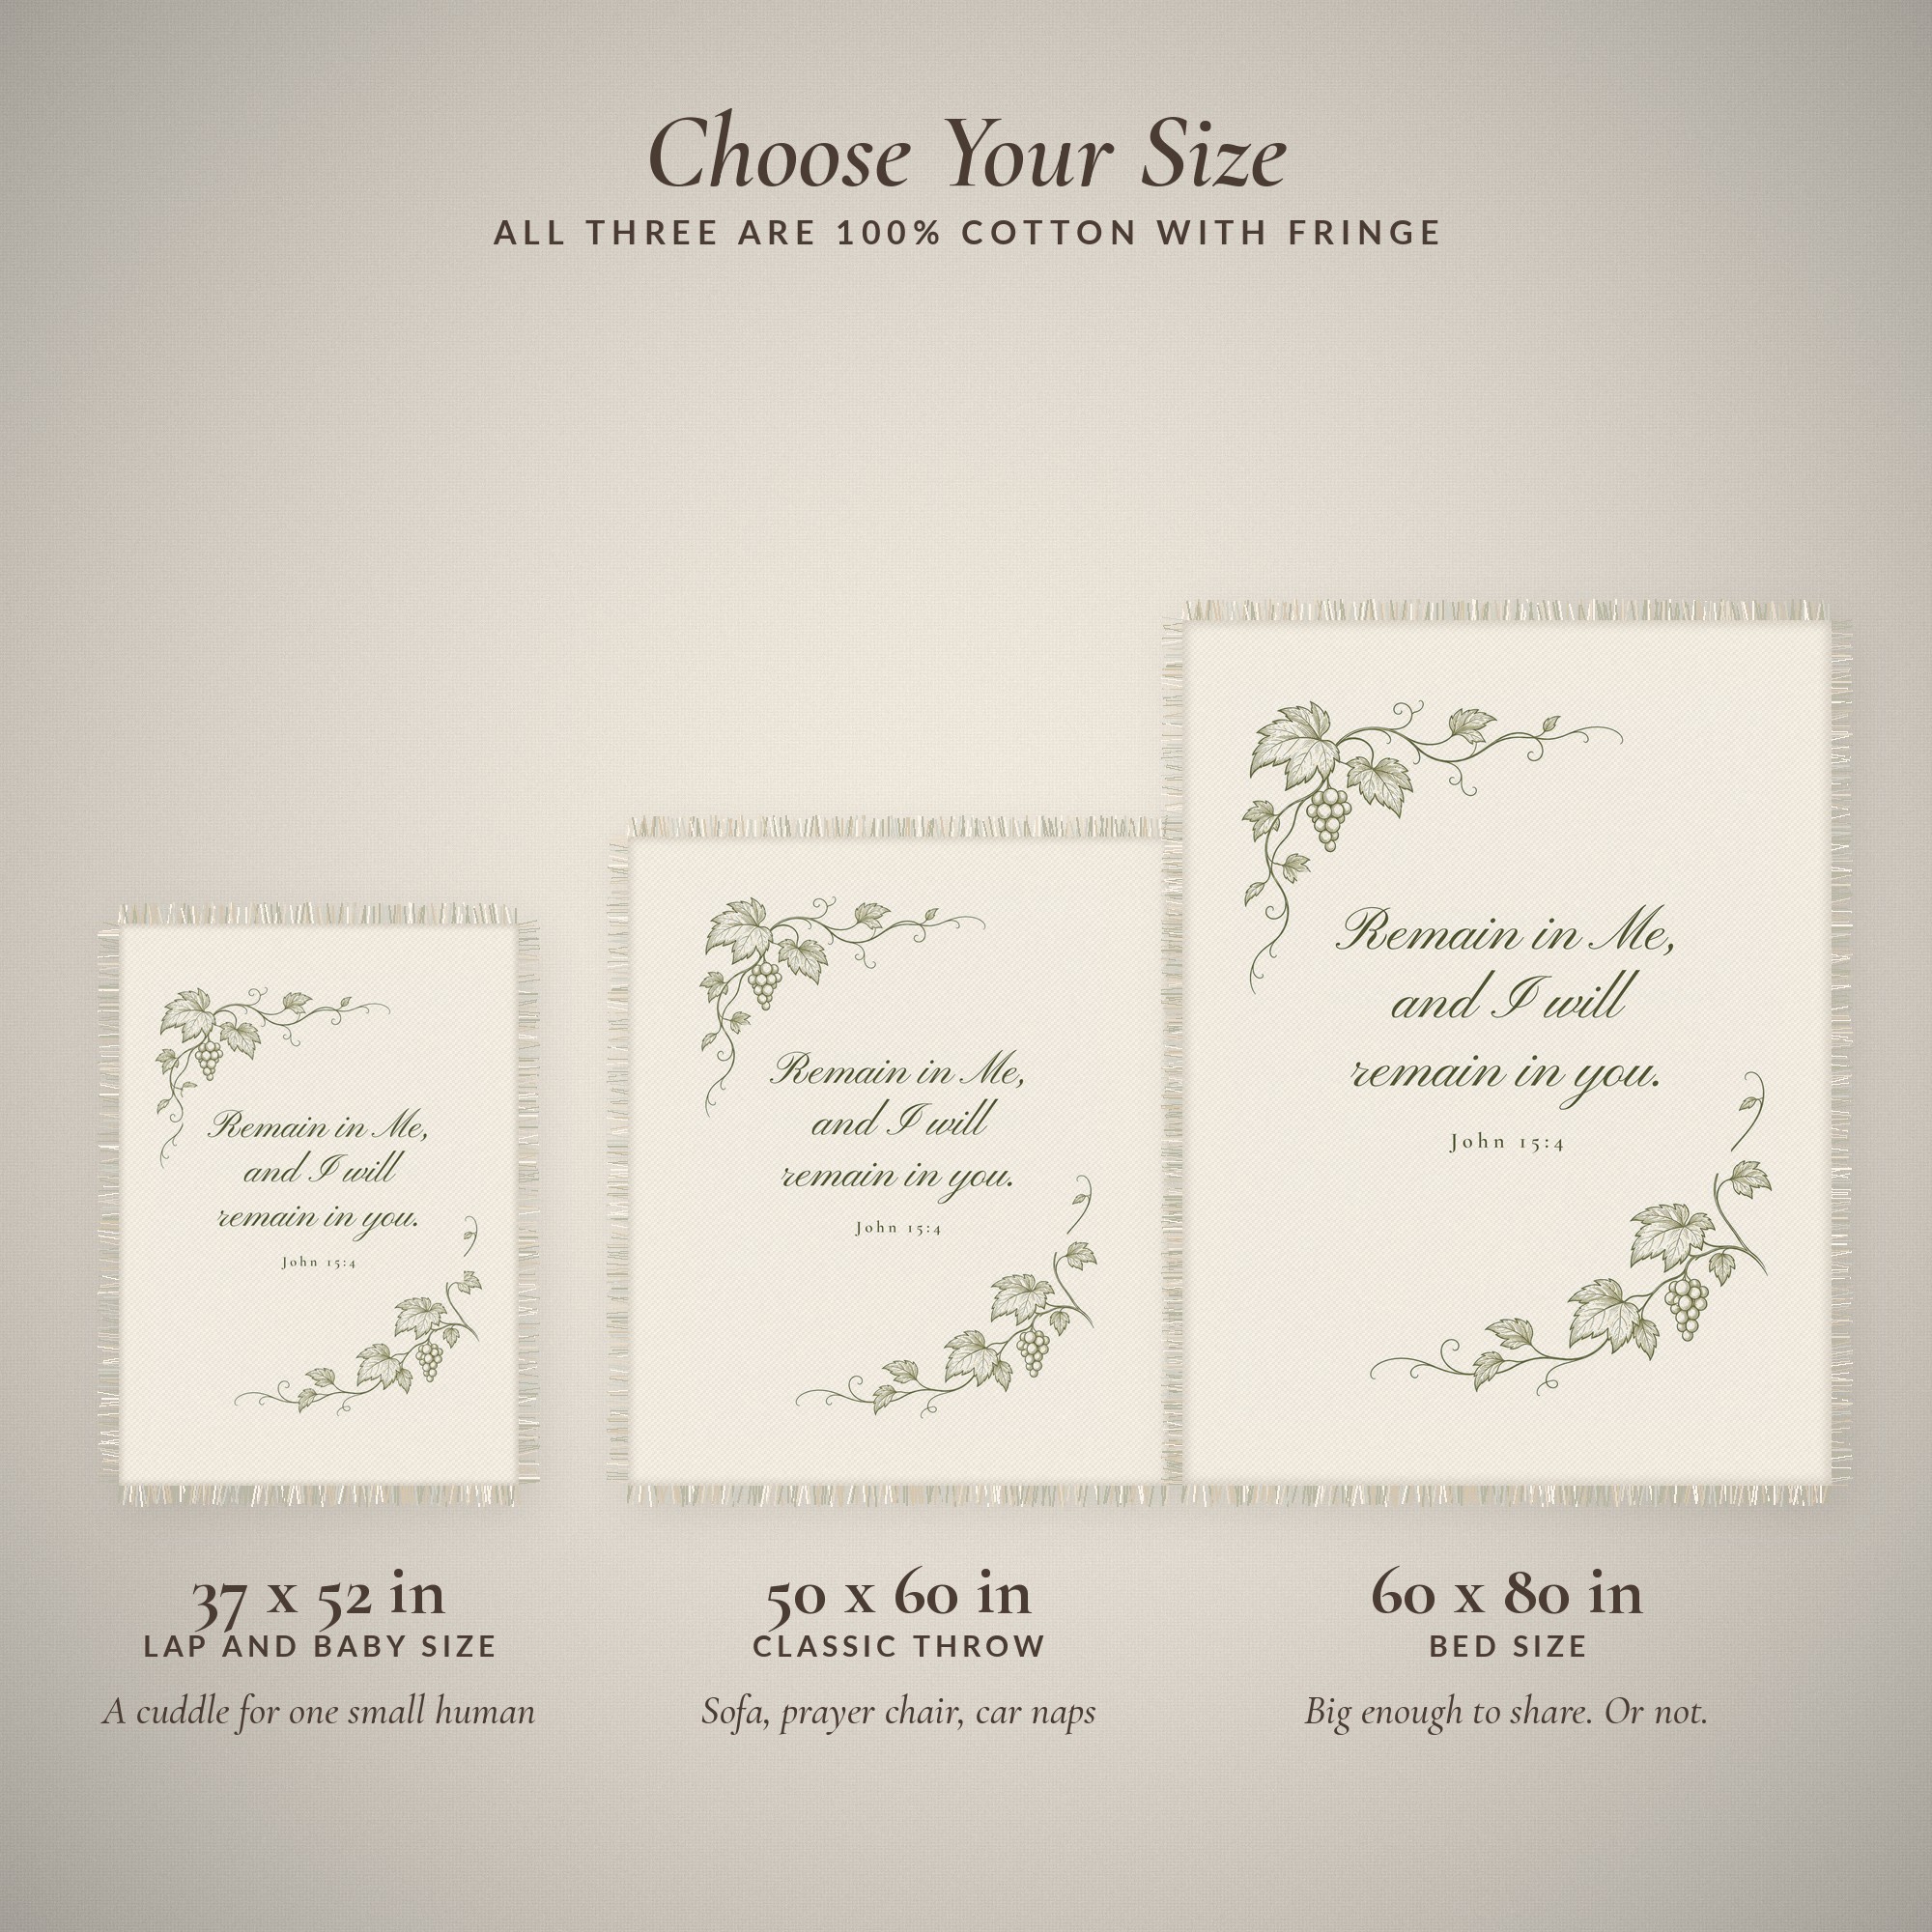 Choose Your Size
ALL THREE ARE 100% COTTON WITH FRINGE
Remain in Me,
and I will
remain in you.
John 15:4
Remain in Me,
and I will
remain in you.
John 15:4
Remain in Me,
and I will
remain in you.
John 15:4
37 x 52 in
LAP AND BABY SIZE
A cuddle for one small human
50 x 60 in
CLASSIC THROW
Sofa, prayer chair, car naps
60 x 80 in
BED SIZE
Big enough to share. Or not.